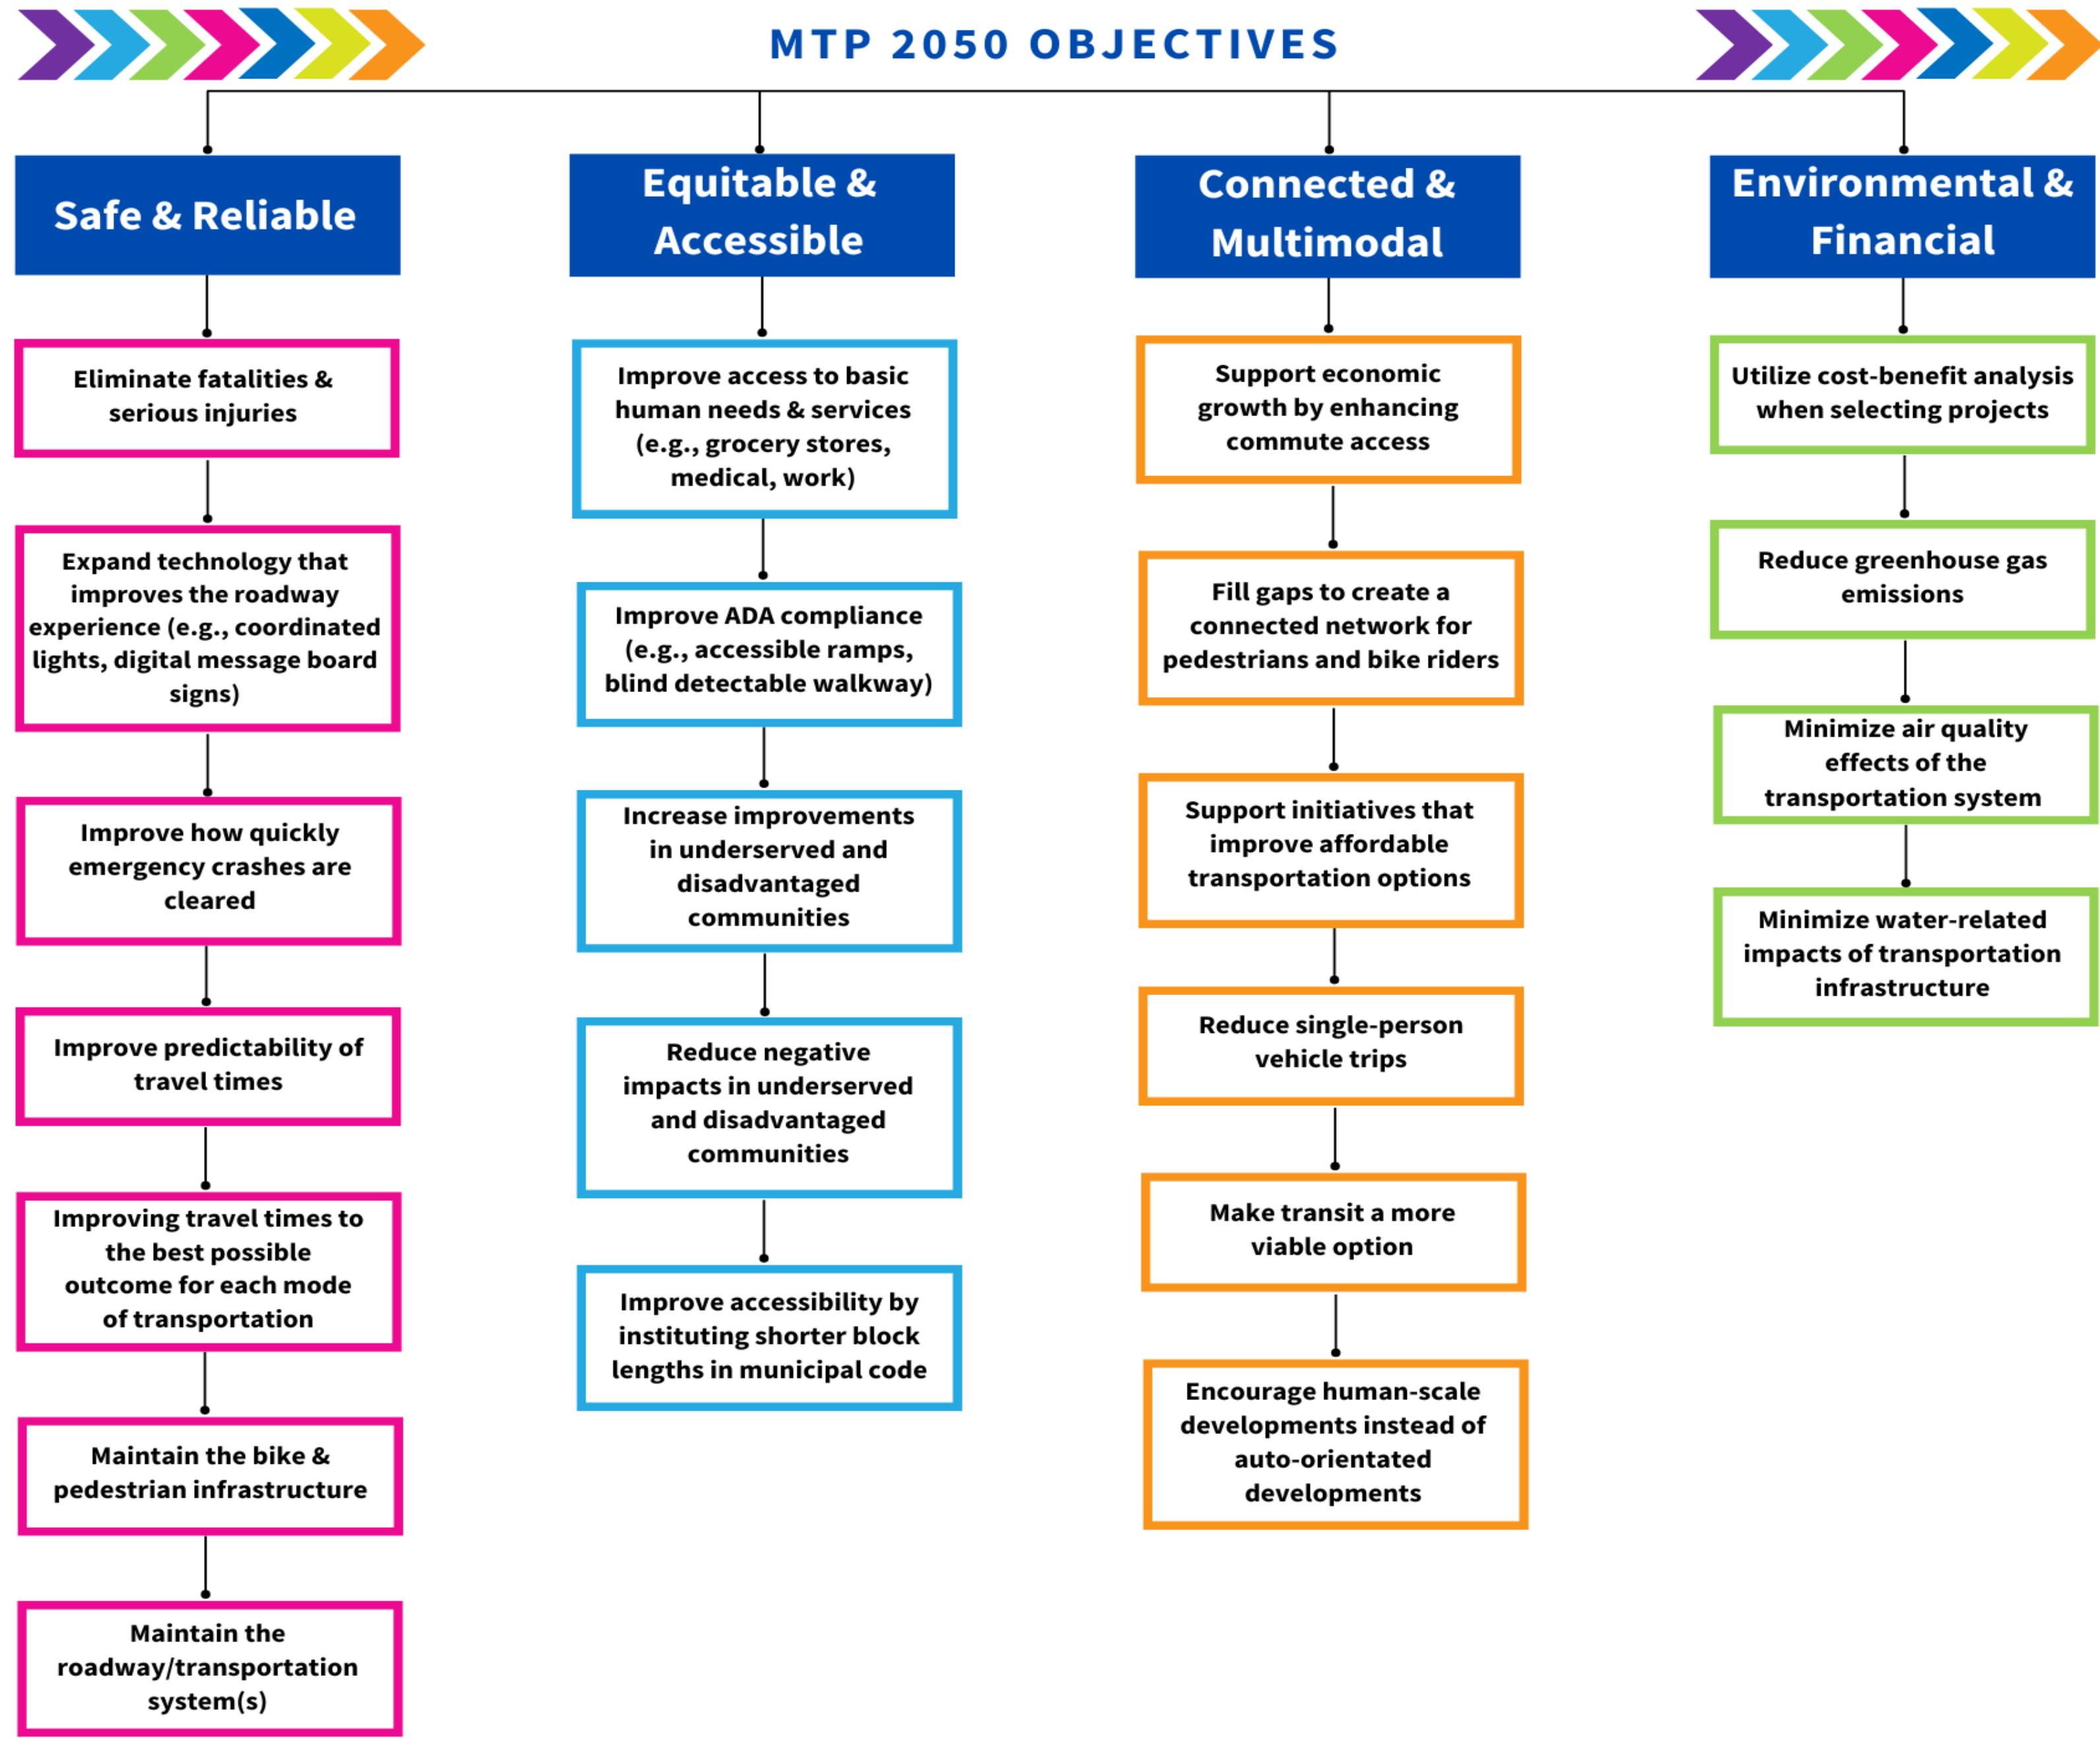 MTP 2050 OBJECTIVES
Safe & Reliable
Eliminate fatalities &
serious injuries
Expand technology that
improves the roadway
experience (e.g., coordinated
lights, digital message board
signs)
Improve how quickly
emergency crashes are
cleared
Improve predictability of
travel times
Improving travel times to
the best possible
outcome for each mode
of transportation
Maintain the bike &
pedestrian infrastructure
Maintain the
roadway/transportation
system(s)
Equitable &
Accessible
Improve access to basic
human needs & services
(e.g., grocery stores,
medical, work)
Improve ADA compliance
(e.g., accessible ramps,
blind detectable walkway)
Increase improvements
in underserved and
disadvantaged
communities
Reduce negative
impacts in underserved
and disadvantaged
communities
Improve accessibility by
instituting shorter block
lengths in municipal code
Connected &
Multimodal
Support economic
growth by enhancing
commute access
Fill gaps to create a
connected network for
pedestrians and bike riders
Support initiatives that
improve affordable
transportation options
Reduce single-person
vehicle trips
Make transit a more
viable option
Encourage human-scale
developments instead of
auto-orientated
developments
Environmental &
Financial
Utilize cost-benefit analysis
when selecting projects
Reduce greenhouse gas
emissions
Minimize air quality
effects of the
transportation system
Minimize water-related
impacts of transportation
infrastructure